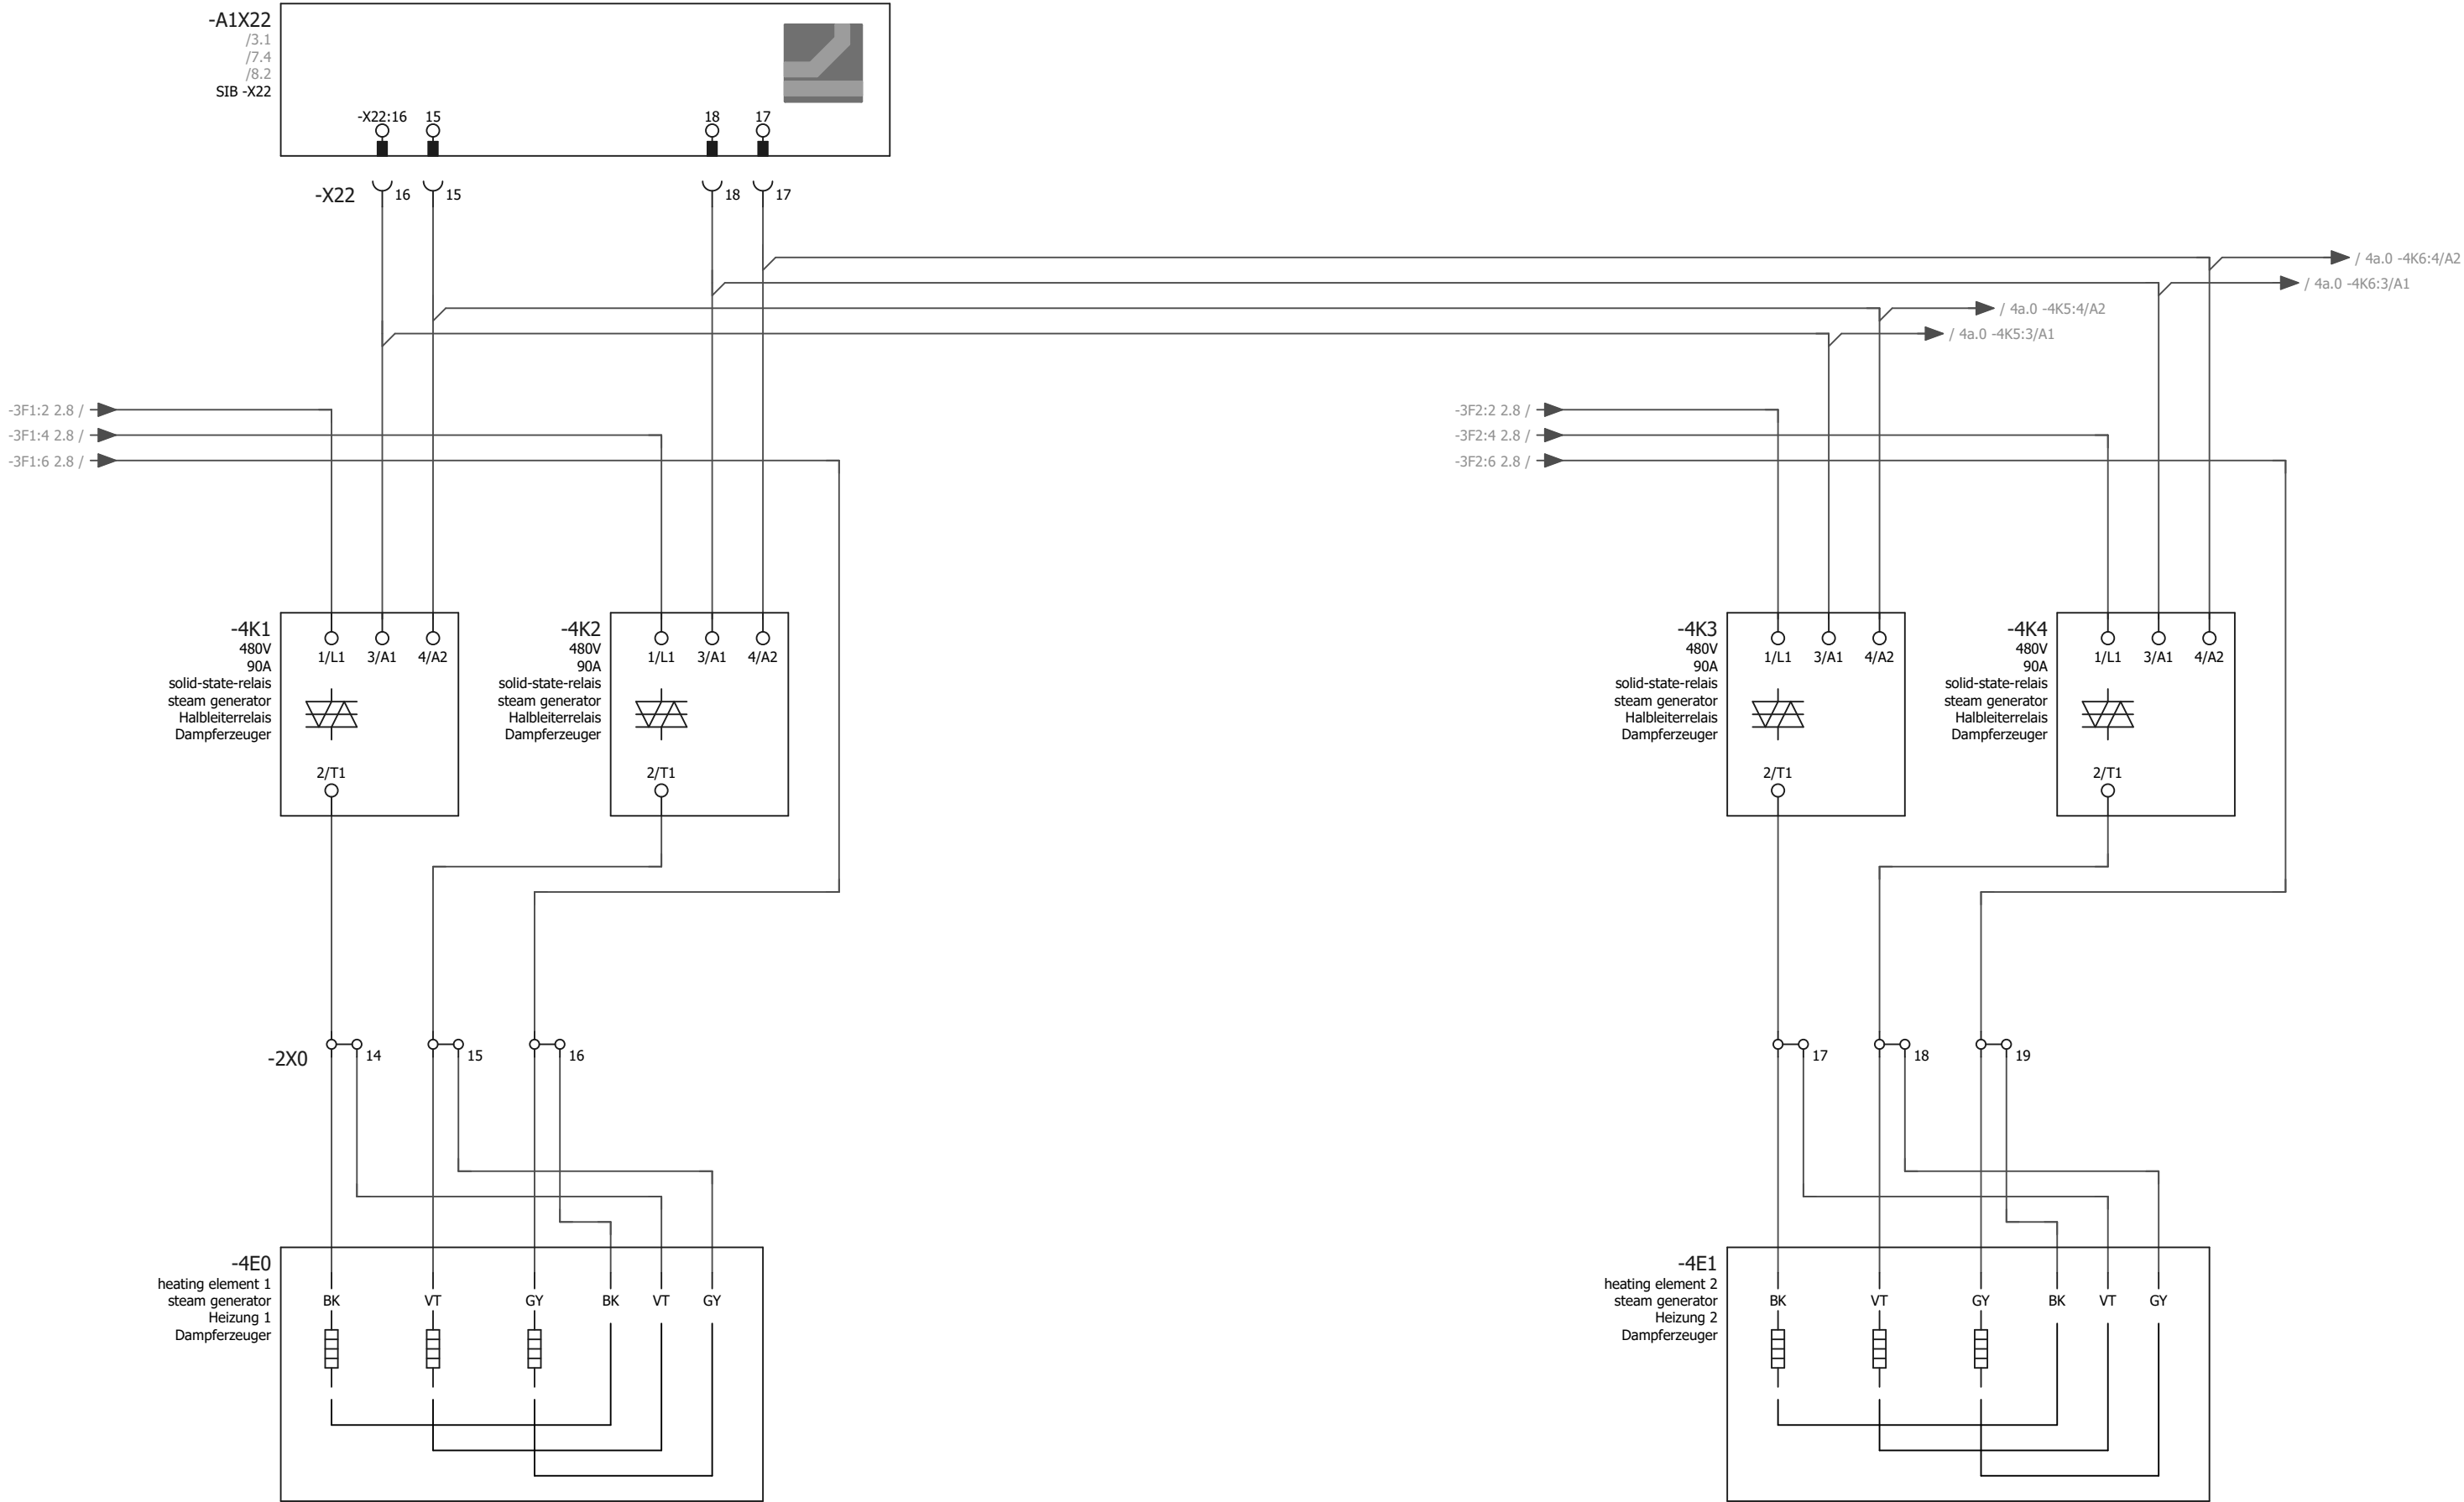 -A1X22
/3.1
/7.4
/8.2
SIB -X22
-X22:16 15 18 17
-X22 16 15 18 17
/ 4a.0 -4K6:4/A2
/ 4a.0 -4K6:3/A1
/ 4a.0 -4K5:4/A2
/ 4a.0 -4K5:3/A1
-3F1:2 2.8 /
-3F1:4 2.8 /
-3F1:6 2.8 /
-3F2:2 2.8 /
-3F2:4 2.8 /
-3F2:6 2.8 /
-4K1
480V
90A
solid-state-relais
steam generator
Halbleiterrelais
Dampferzeuger
1/L1 3/A1 4/A2
2/T1
-4K2
480V
90A
solid-state-relais
steam generator
Halbleiterrelais
Dampferzeuger
1/L1 3/A1 4/A2
2/T1
-4K3
480V
90A
solid-state-relais
steam generator
Halbleiterrelais
Dampferzeuger
1/L1 3/A1 4/A2
2/T1
-4K4
480V
90A
solid-state-relais
steam generator
Halbleiterrelais
Dampferzeuger
1/L1 3/A1 4/A2
2/T1
-2X0 14 15 16 17 18 19
-4E0
heating element 1
steam generator
Heizung 1
Dampferzeuger
BK VT GY BK VT GY
-4E1
heating element 2
steam generator
Heizung 2
Dampferzeuger
BK VT GY BK VT GY